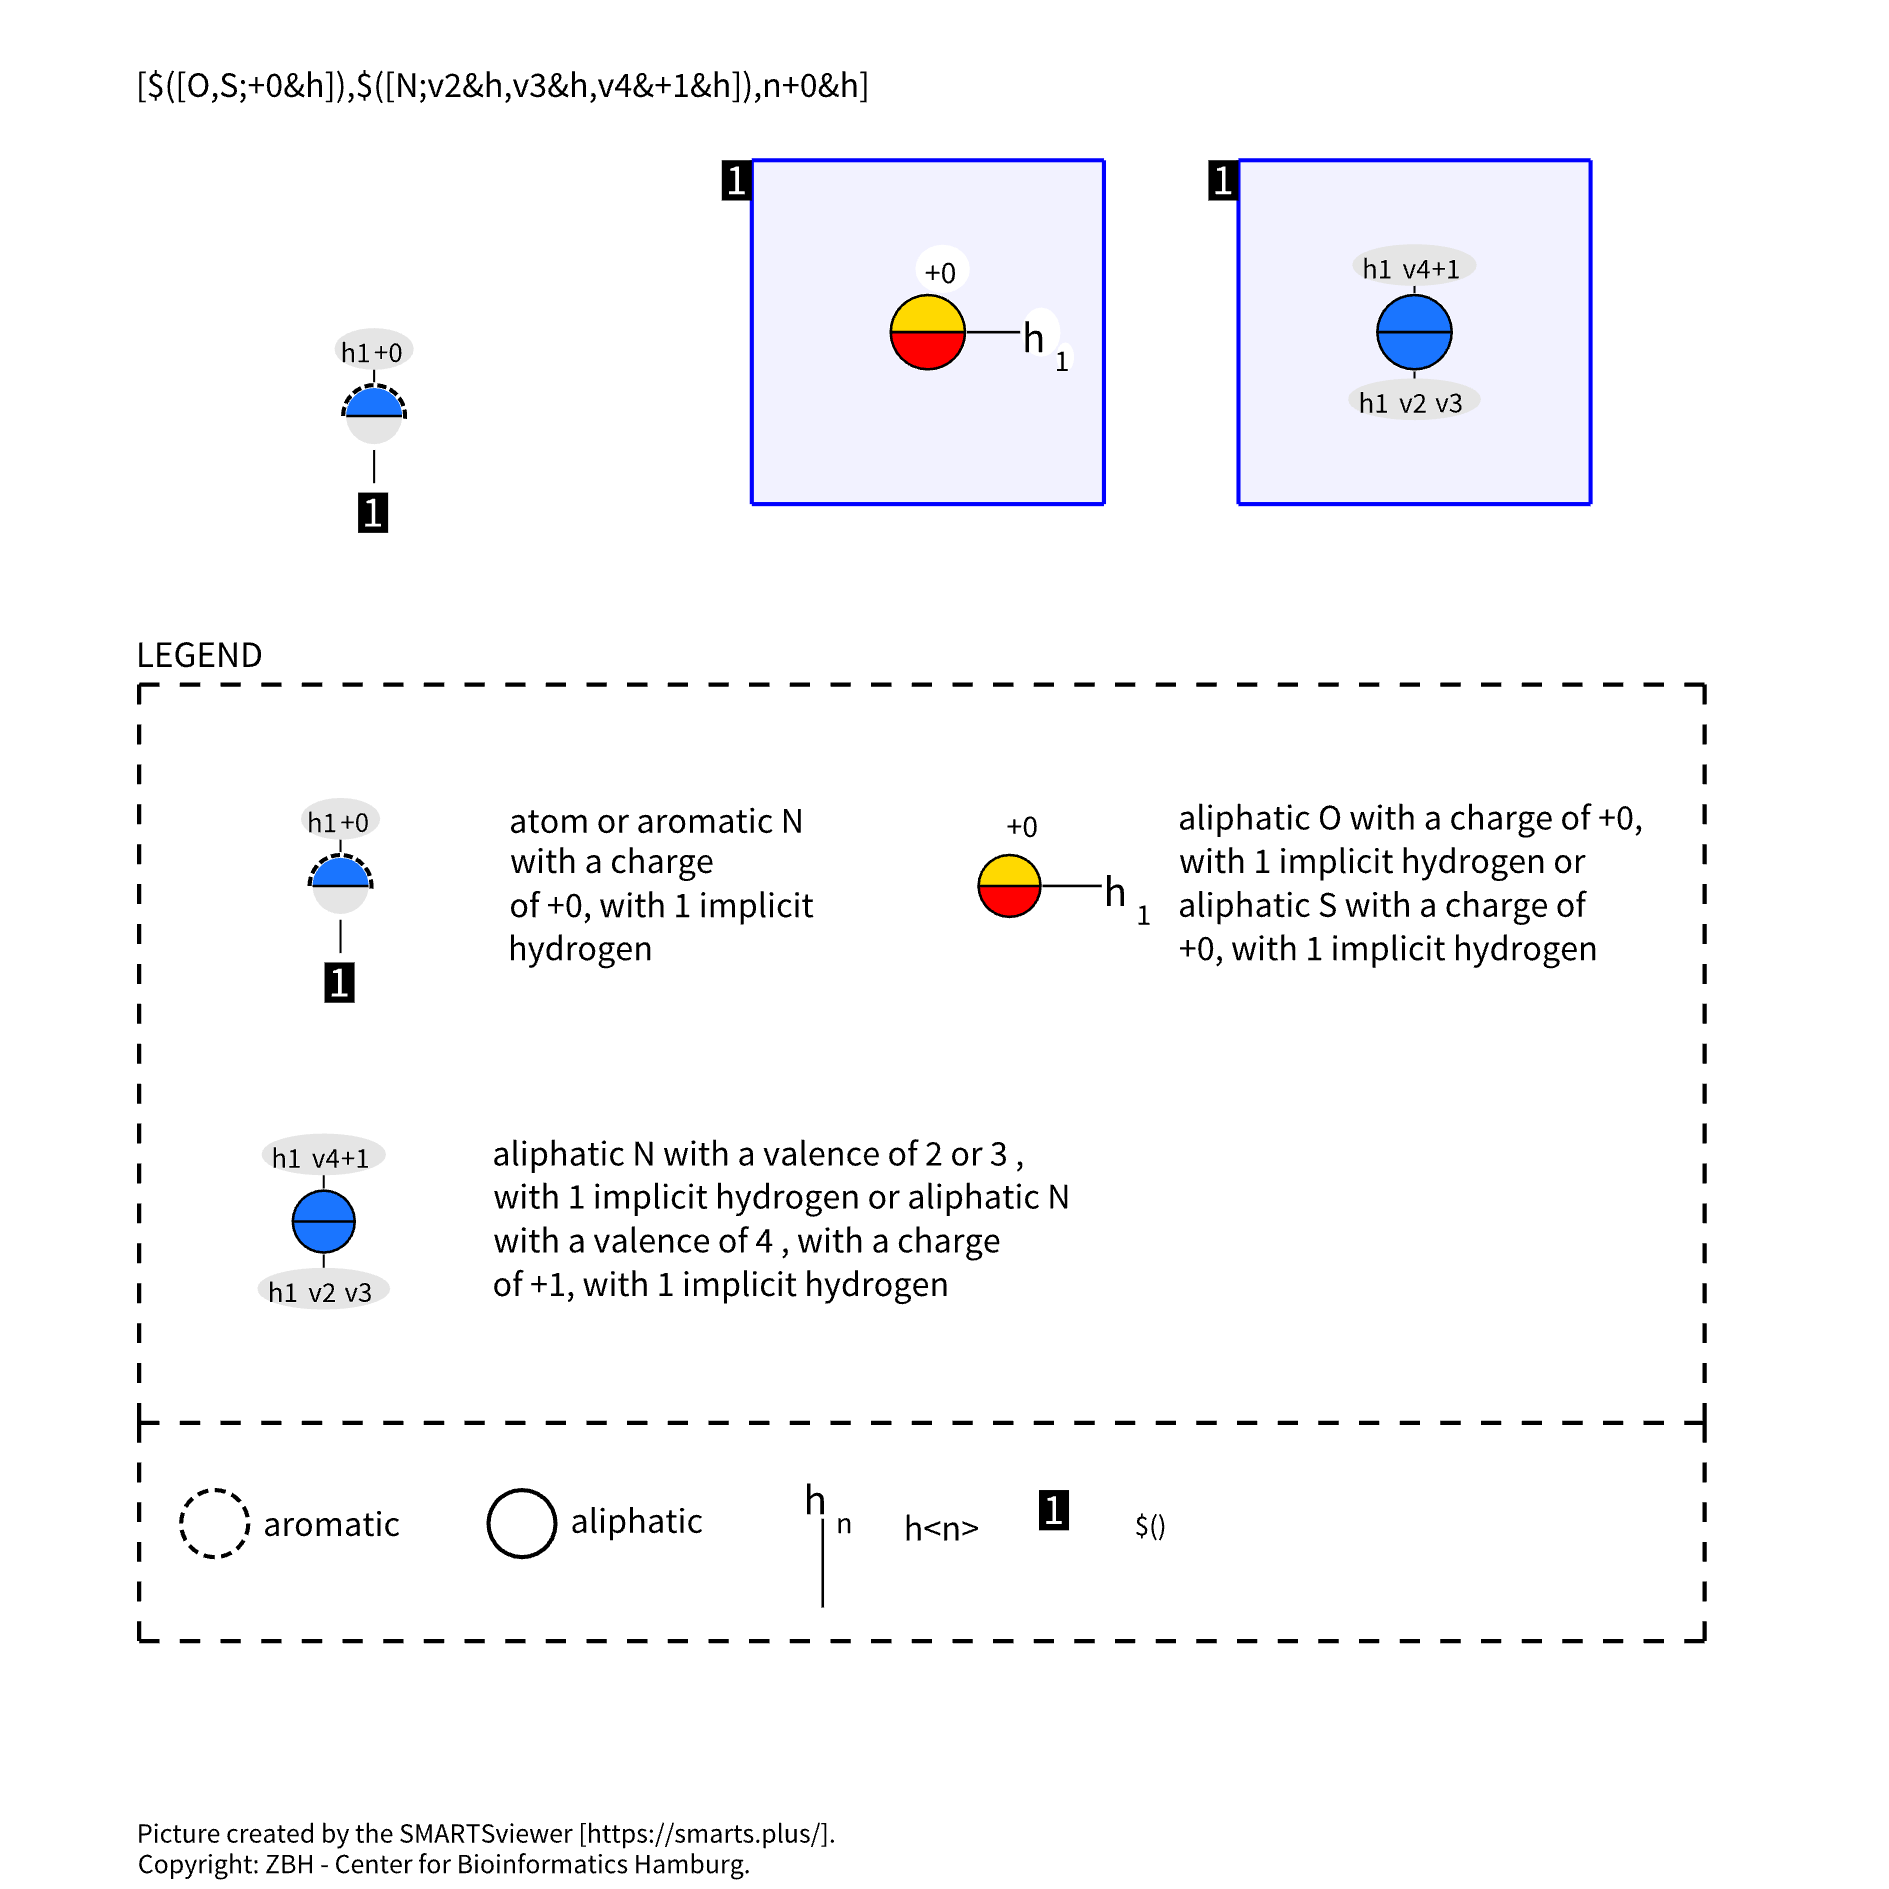 [$([O,S;+0&h]),$([N;v2&h,v3&h,v4&+1&h]),n+0&h]
1
1
+0
h1 v4+1
h 1
h1 v2 v3
h1+0
1
LEGEND
h1+0
1
atom or aromatic N
with a charge
of +0, with 1 implicit
hydrogen
+0
h 1
aliphatic O with a charge of +0,
with 1 implicit hydrogen or
aliphatic S with a charge of
+0, with 1 implicit hydrogen
h1 v4+1
h1 v2 v3
aliphatic N with a valence of 2 or 3 ,
with 1 implicit hydrogen or aliphatic N
with a valence of 4 , with a charge
of +1, with 1 implicit hydrogen
aromatic
aliphatic
h n
h<n>
1
$()
Picture created by the SMARTSviewer [https://smarts.plus/].
Copyright: ZBH - Center for Bioinformatics Hamburg.